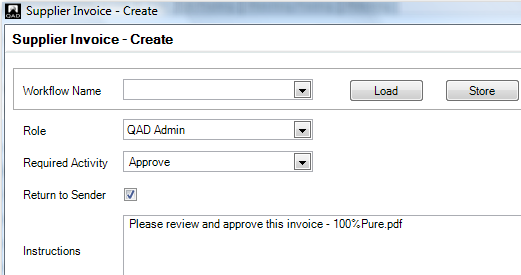 QAD Supplier Invoice - Create
Supplier Invoice - Create
Workflow Name Load Store
Role QAD Admin
Required Activity Approve
Return to Sender
Please review and approve this invoice - 100%Pure.pdf
Instructions